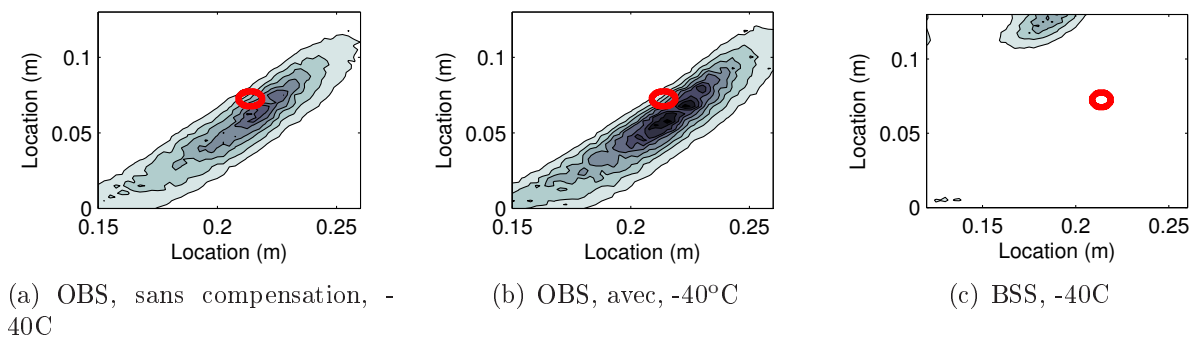 0.1
0.05
0
0.15
0.2
0.25
Location (m)
Location (m)
(a) OBS, sans compensation, -
40C
0.1
0.05
0
0.15
0.2
0.25
Location (m)
Location (m)
(b) OBS, avec, -40°C
0.1
0.05
0
0.15
0.2
0.25
Location (m)
Location (m)
(c) BSS, -40C